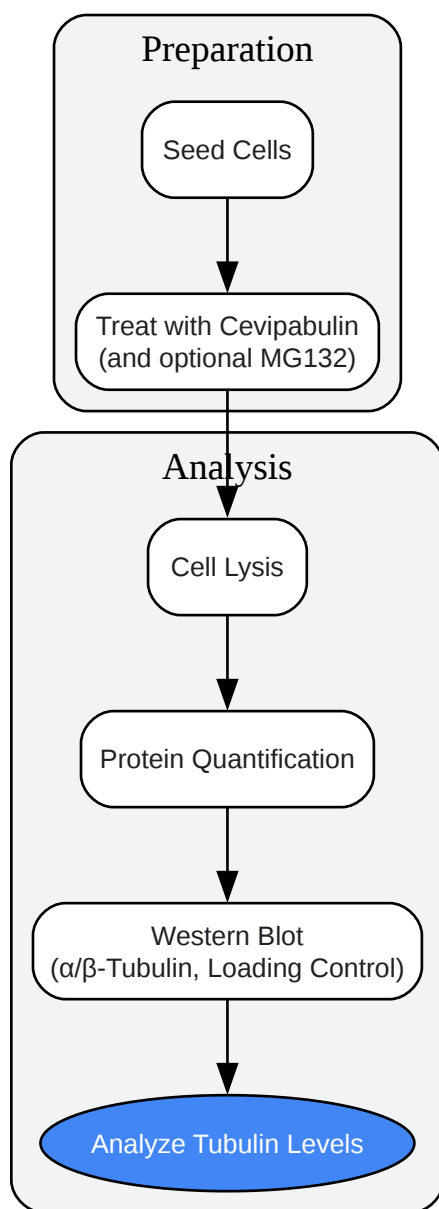 Preparation
Seed Cells
Treat with Cevipabulin
(and optional MG132)
Analysis
Cell Lysis
Protein Quantification
Western Blot
(α/β-Tubulin, Loading Control)
Analyze Tubulin Levels